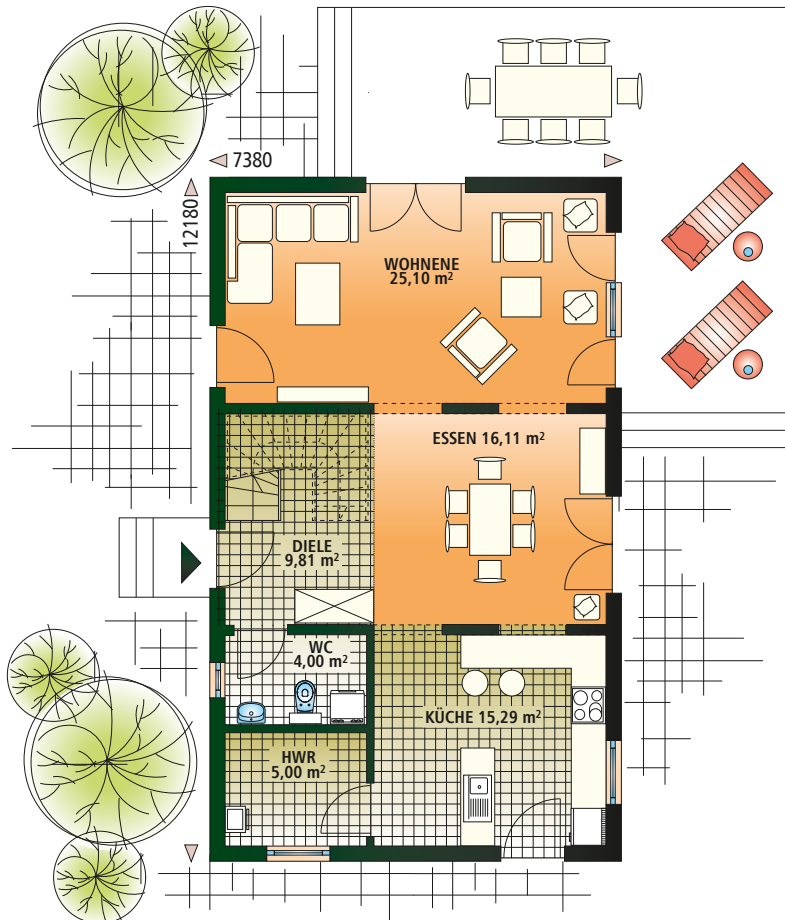 7380
12180
WOHNENE
25,10 m²
ESSEN 16,11 m²
DIELE
9,81 m²
WC
4,00 m²
KÜCHE 15,29 m²
HWR
5,00 m²